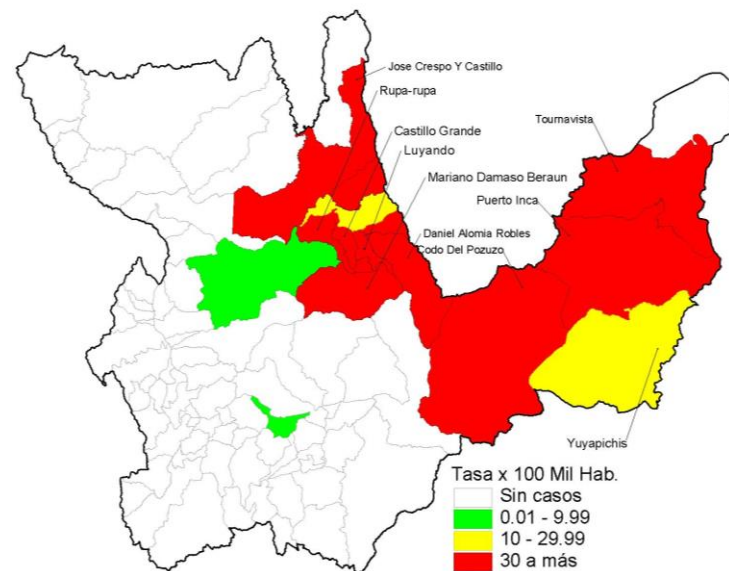 Jose Crespo Y Castillo
Rupa-rupa
Castillo Grande
Luyando
Mariano Damaso Beraun
Daniel Alomia Robles
Codo Del Pozuzo
Tournavista
Puerto Inca
Yuyapichis
Tasa x 100 Mil Hab.
Sin casos
0.01 - 9.99
10 - 29.99
30 a más